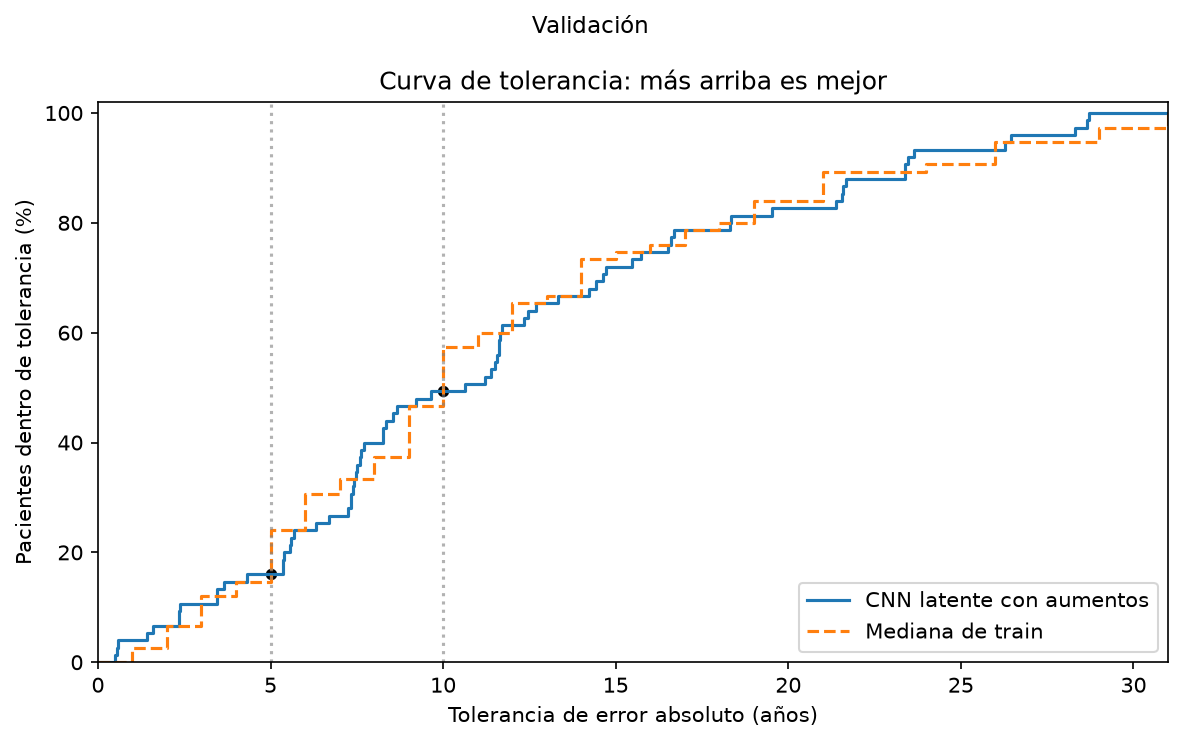 Validación
Curva de tolerancia: más arriba es mejor
Pacientes dentro de tolerancia (%)
100
80
60
40
20
0
0 5 10 15 20 25 30
Tolerancia de error absoluto (años)
CNN latente con aumentos
Mediana de train